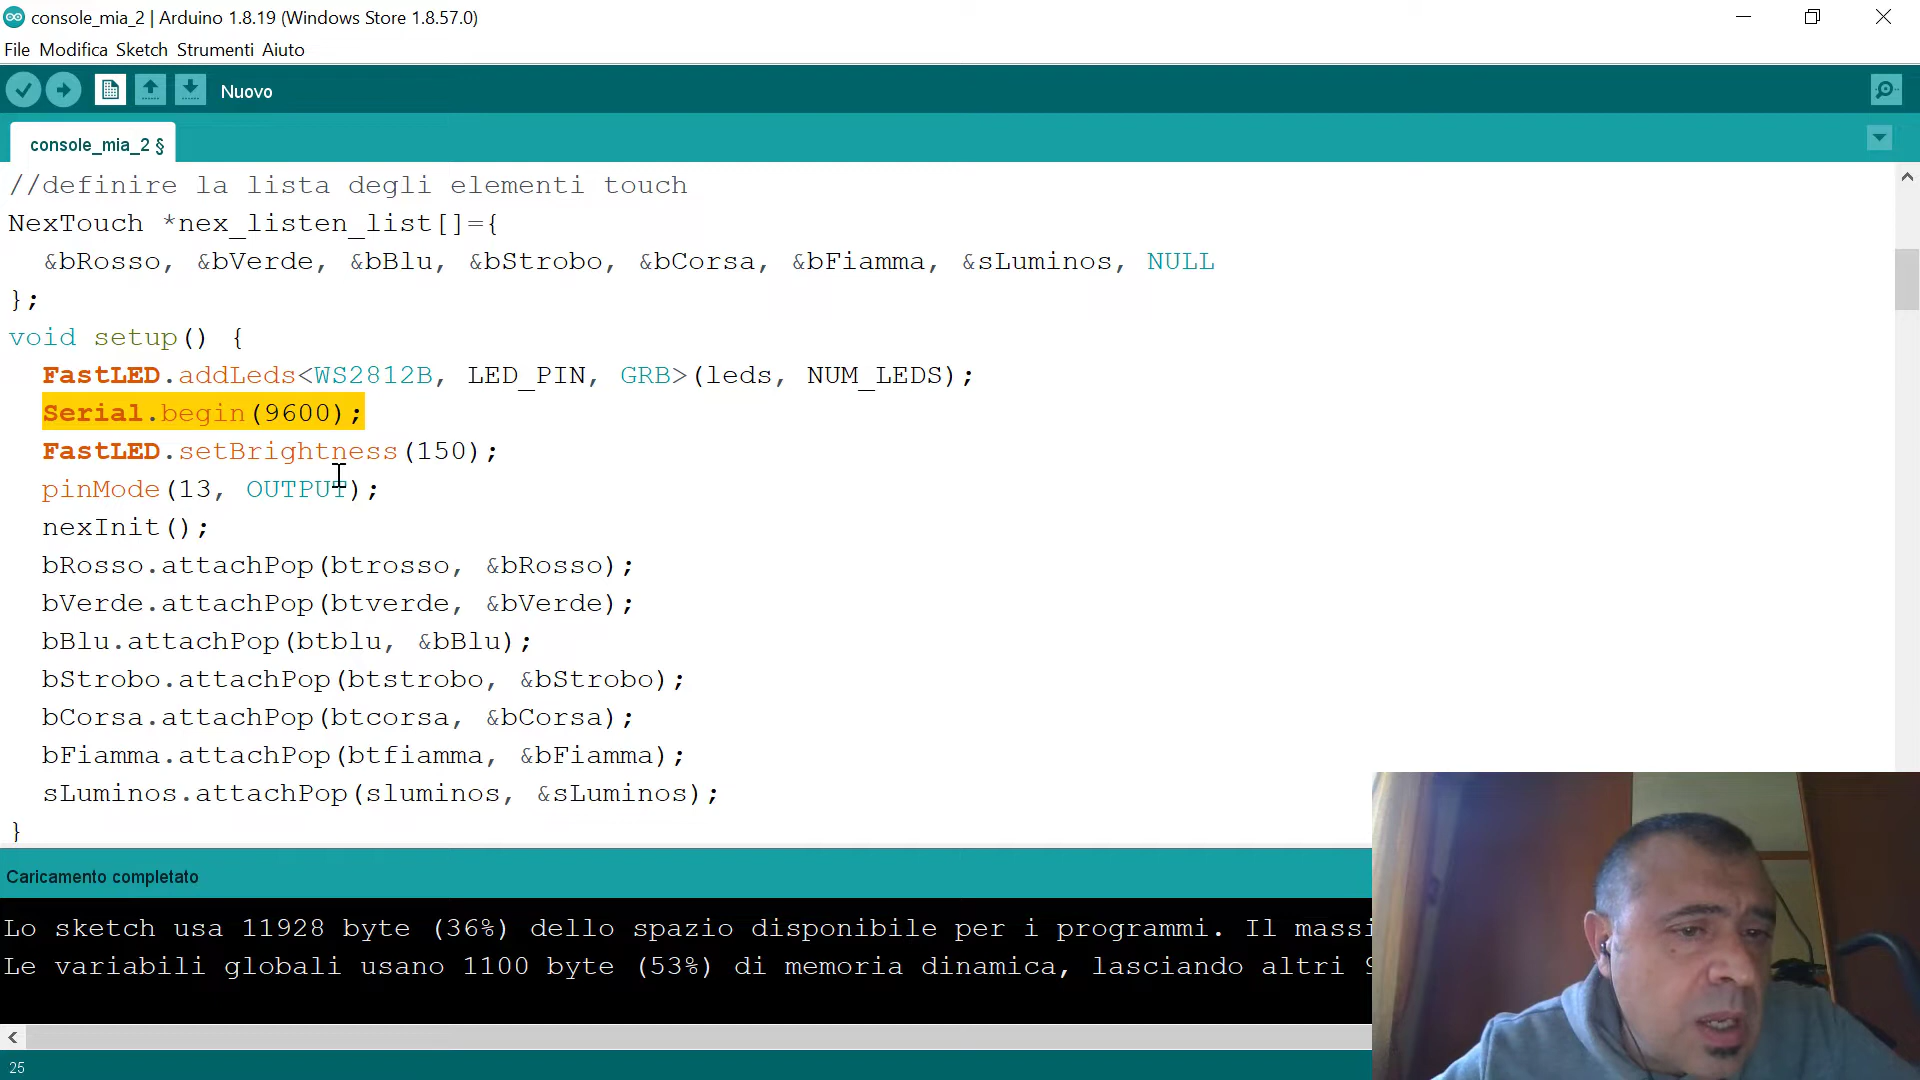 console_mia_2 | Arduino 1.8.19 (Windows Store 1.8.57.0)
File Modifica Sketch Strumenti Aiuto
Nuovo
console_mia_2 §
//definire la lista degli elementi touch
NexTouch *nex_listen_list[]={
&bRosso, &bVerde, &bBlu, &bStrobo, &bCorsa, &bFiamma, &sLuminos, NULL
};
void setup() {
FastLED.addLeds<WS2812B, LED_PIN, GRB>(leds, NUM_LEDS);
Serial.begin(9600);
FastLED.setBrightness(150);
pinMode(13, OUTPUT);
nexInit();
bRosso.attachPop(btrosso, &bRosso);
bVerde.attachPop(btverde, &bVerde);
bBlu.attachPop(btblu, &bBlu);
bStrobo.attachPop(btstrobo, &bStrobo);
bCorsa.attachPop(btcorsa, &bCorsa);
bFiamma.attachPop(btfiamma, &bFiamma);
sLuminos.attachPop(sluminos, &sLuminos);
}
Caricamento completato
Lo sketch usa 11928 byte (36%) dello spazio disponibile per i programmi. Il massi
Le variabili globali usano 1100 byte (53%) di memoria dinamica, lasciando altri 9
25